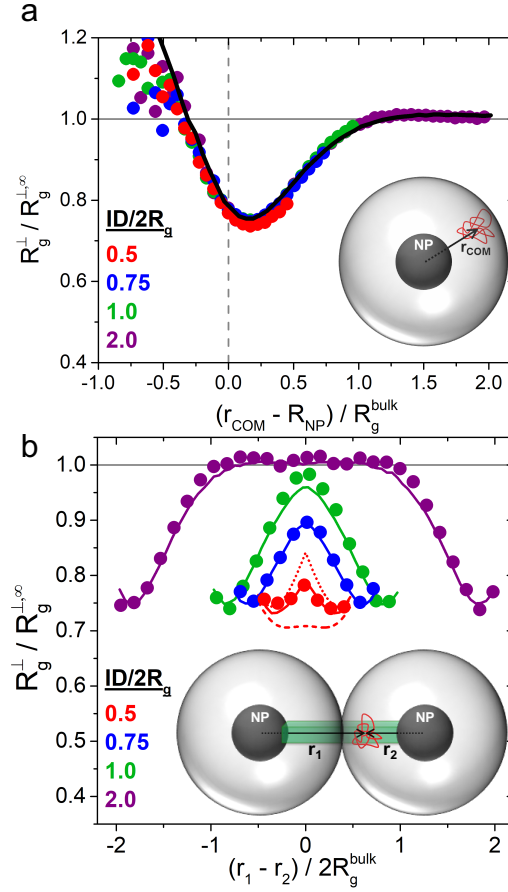 a
1.2
1.0
0.8
0.6
0.4
R_g^⊥ / R_g^{⊥,∞}
ID/2R_g
0.5
0.75
1.0
2.0
NP
r_COM
-1.0 -0.5 0.0 0.5 1.0 1.5 2.0
(r_COM - R_NP) / R_g^bulk
b
1.0
0.9
0.8
0.7
0.6
0.5
0.4
R_g^⊥ / R_g^{⊥,∞}
ID/2R_g
0.5
0.75
1.0
2.0
NP
NP
r_1
r_2
-2 -1 0 1 2
(r_1 - r_2) / 2R_g^bulk